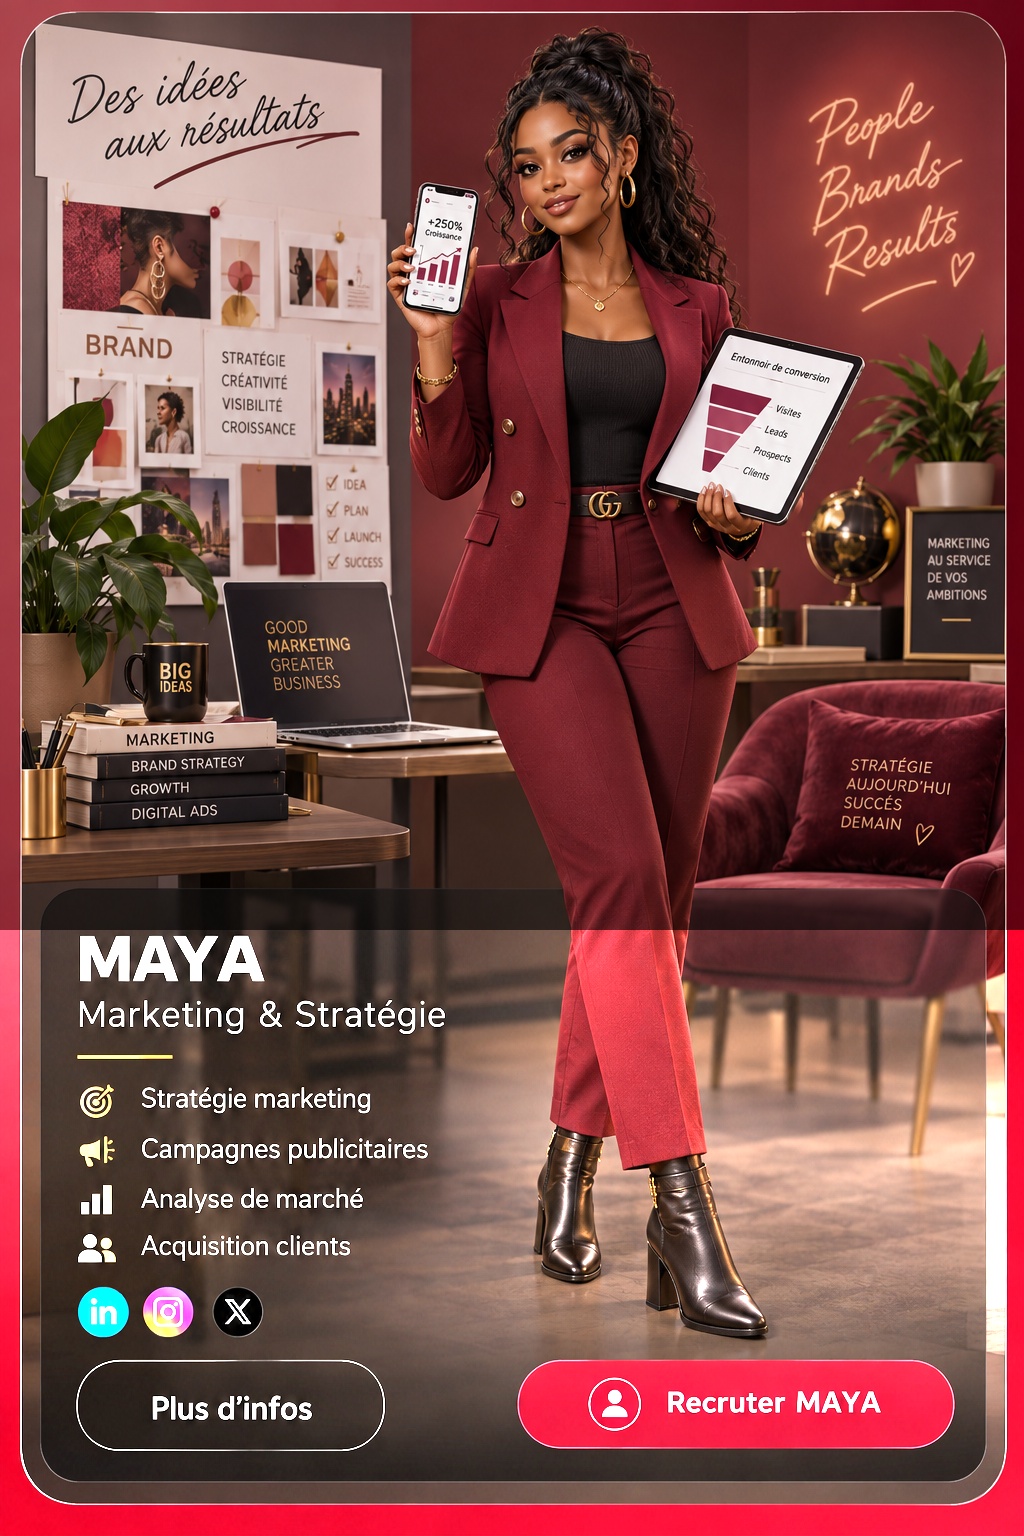 Des idées
aux résultats
People
Brands
Results
+250%
Croissance
Entonnoir de conversion
Visites
Leads
Prospects
Clients
BRAND
STRATÉGIE
CRÉATIVITÉ
VISIBILITÉ
CROISSANCE
IDEA
PLAN
LAUNCH
SUCCESS
MARKETING
AU SERVICE
DE VOS
AMBITIONS
GOOD
MARKETING
GREATER
BUSINESS
BIG
IDEAS
MARKETING
BRAND STRATEGY
GROWTH
DIGITAL ADS
STRATÉGIE
AUJOURD'HUI
SUCCÉS
DEMAIN
MAYA
Marketing & Stratégie
Stratégie marketing
Campagnes publicitaires
Analyse de marché
Acquisition clients
in
X
Plus d'infos
Recruter MAYA